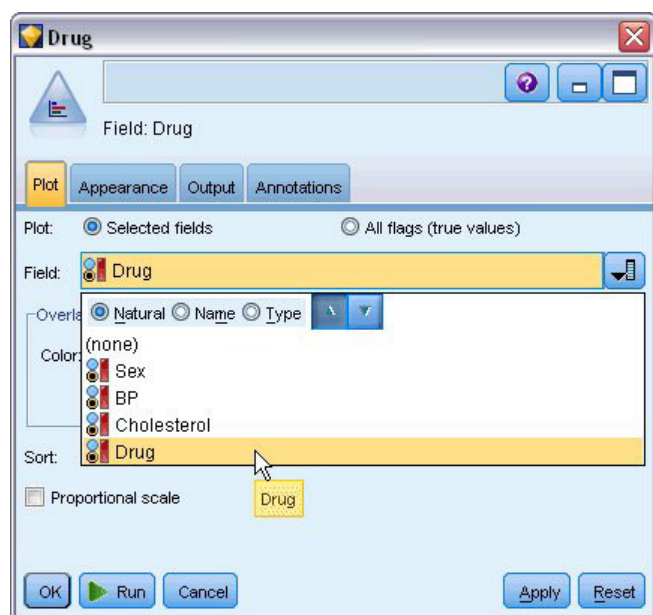 Drug
Field: Drug
Plot Appearance Output Annotations
Plot: Selected fields All flags (true values)
Field: Drug
Natural Name Type
(none)
Color:
Sex
BP
Cholesterol
Sort: Drug
Proportional scale Drug
OK Run Cancel Apply Reset